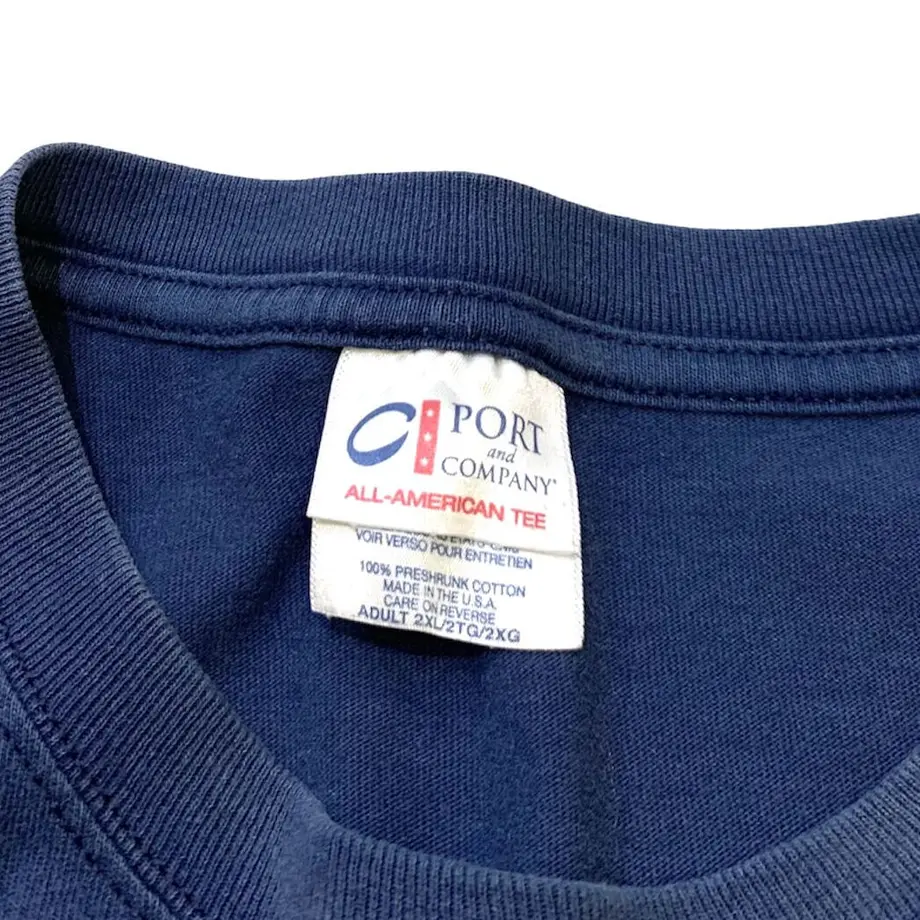 PORT
and
COMPANY
ALL-AMERICAN TEE
VOIR VERSO POUR ENTRETIEN
100% PRESHRUNK COTTON
MADE IN THE U.S.A.
CARE ON REVERSE
ADULT 2XL/2TG/2XG